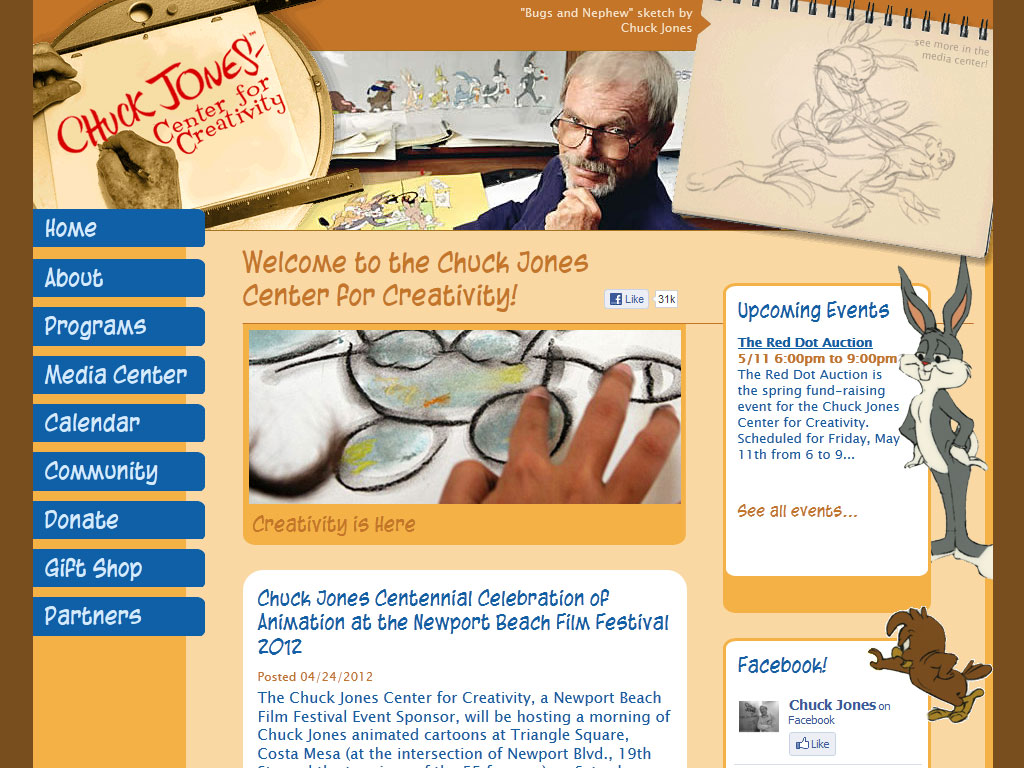 "Bugs and Nephew" sketch by
Chuck Jones
see more in the
media center!
CHUCK JONES™
Center for
Creativity
Home
About
Programs
Media Center
Calendar
Community
Donate
Gift Shop
Partners
Welcome to the Chuck Jones
Center for Creativity!
Like 31k
Creativity is Here
Chuck Jones Centennial Celebration of
Animation at the Newport Beach Film Festival
2012
Posted 04/24/2012
The Chuck Jones Center for Creativity, a Newport Beach
Film Festival Event Sponsor, will be hosting a morning of
Chuck Jones animated cartoons at Triangle Square,
Costa Mesa (at the intersection of Newport Blvd., 19th
Upcoming Events
The Red Dot Auction
5/11 6:00pm to 9:00pm
The Red Dot Auction is
the spring fund-raising
event for the Chuck Jones
Center for Creativity.
Scheduled for Friday, May
11th from 6 to 9...
See all events...
Facebook!
Chuck Jones on
Facebook
Like